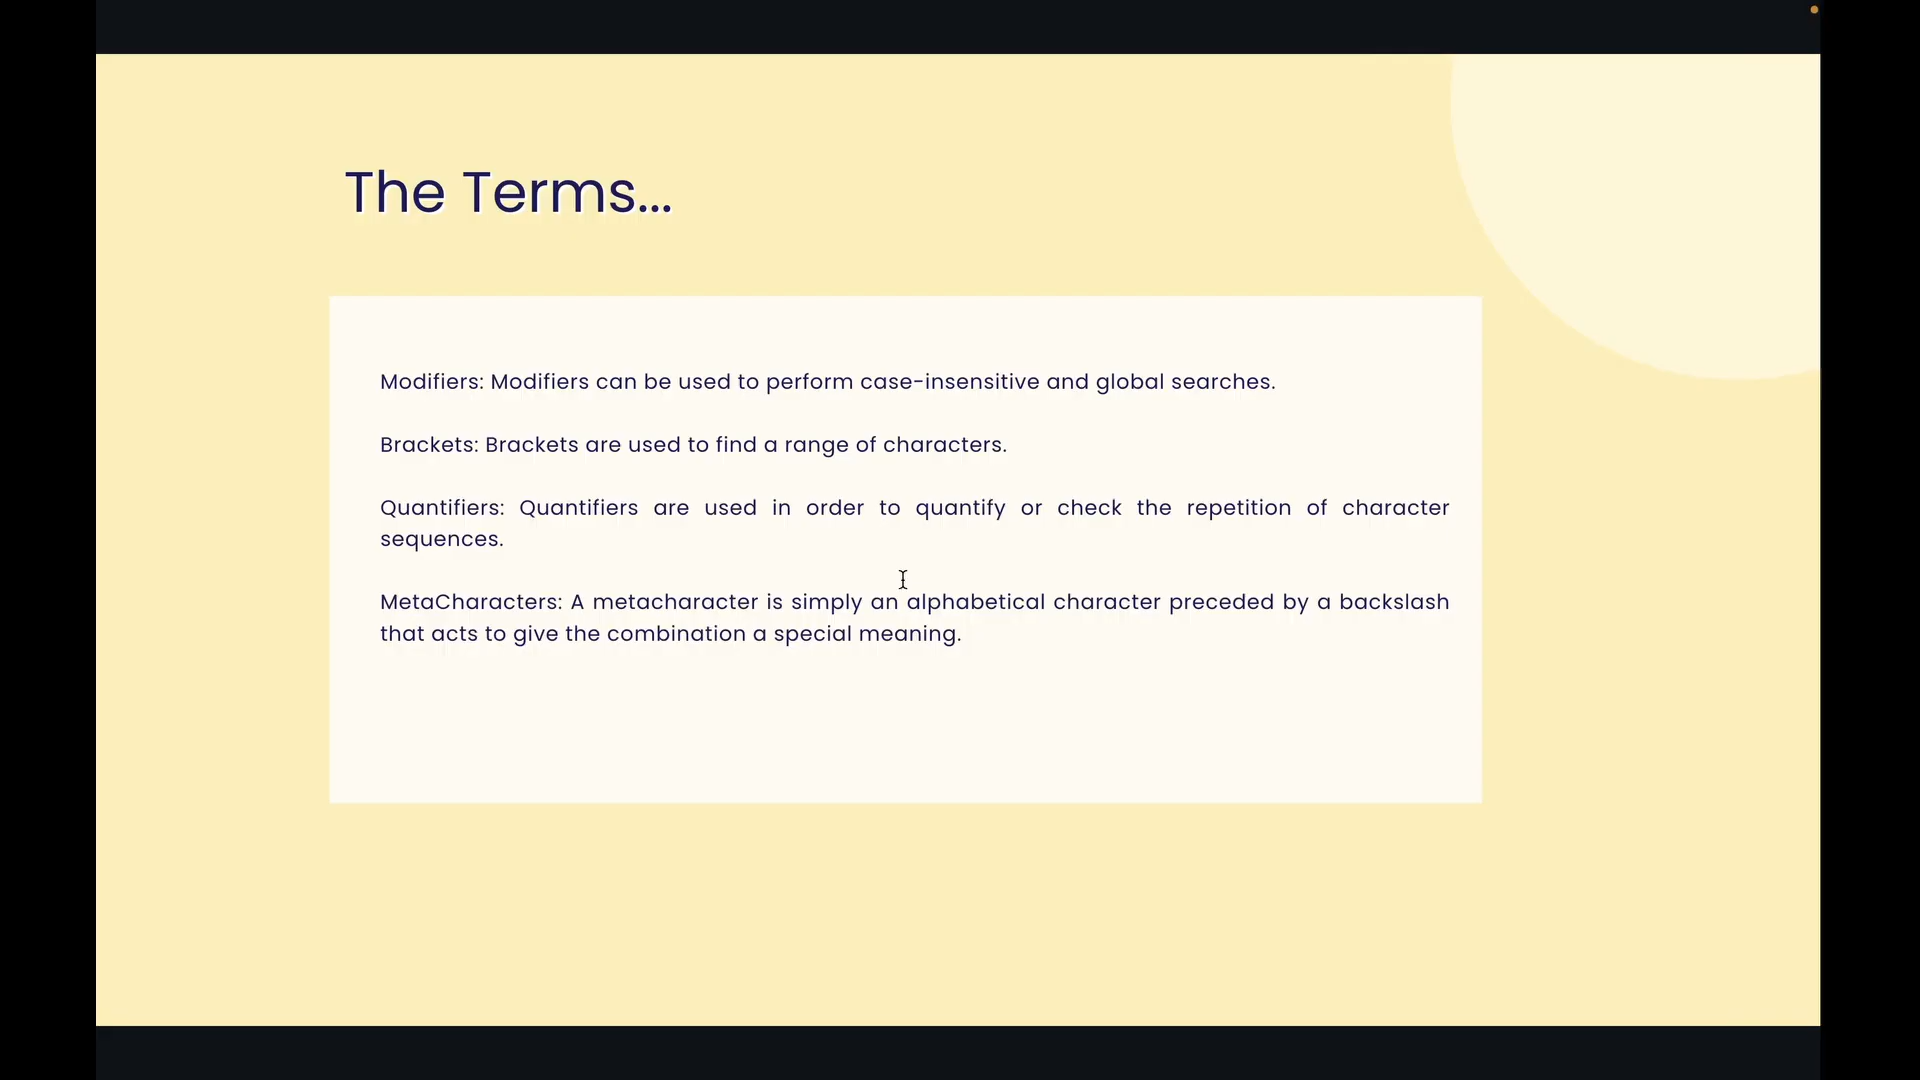 The Terms...
Modifiers: Modifiers can be used to perform case-insensitive and global searches.
Brackets: Brackets are used to find a range of characters.
Quantifiers: Quantifiers are used in order to quantify or check the repetition of character
sequences.
MetaCharacters: A metacharacter is simply an alphabetical character preceded by a backslash
that acts to give the combination a special meaning.